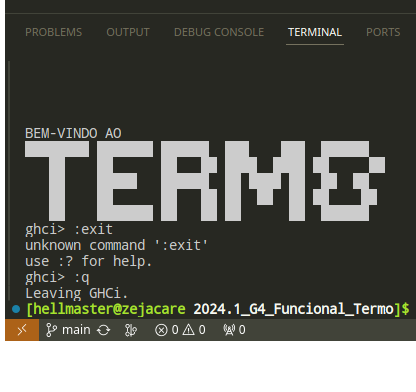 PROBLEMS OUTPUT DEBUG CONSOLE TERMINAL PORTS
BEM-VINDO AO
TERMO
ghci> :exit
unknown command ':exit'
use :? for help.
ghci> :q
Leaving GHCi.
[hellmaster@zejacare 2024.1_G4_Funcional_Termo]$
main 0 0 0